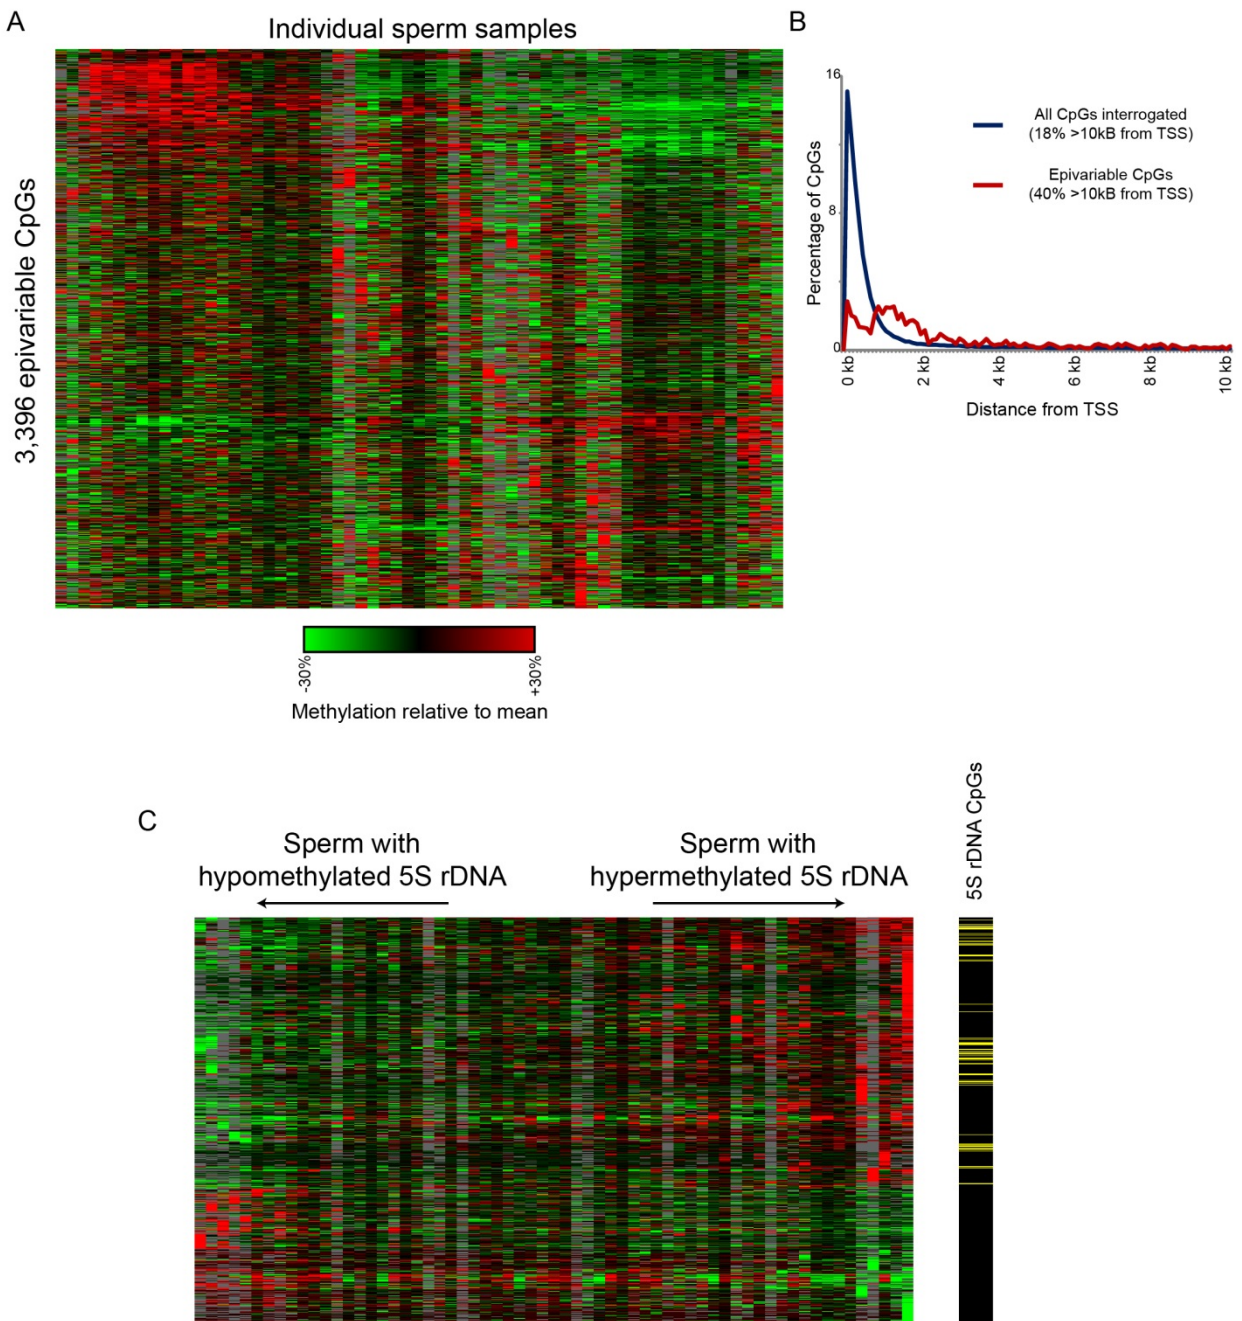 A
Individual sperm samples
3,396 epivariable CpGs
-30%
+30%
Methylation relative to mean
B
16
8
0
Percentage of CpGs
All CpGs interrogated
(18% >10kB from TSS)
Epivariable CpGs
(40% >10kB from TSS)
0 kb
2 kb
4 kb
6 kb
8 kb
10 kb
Distance from TSS
C
Sperm with
hypomethylated 5S rDNA
Sperm with
hypermethylated 5S rDNA
5S rDNA CpGs